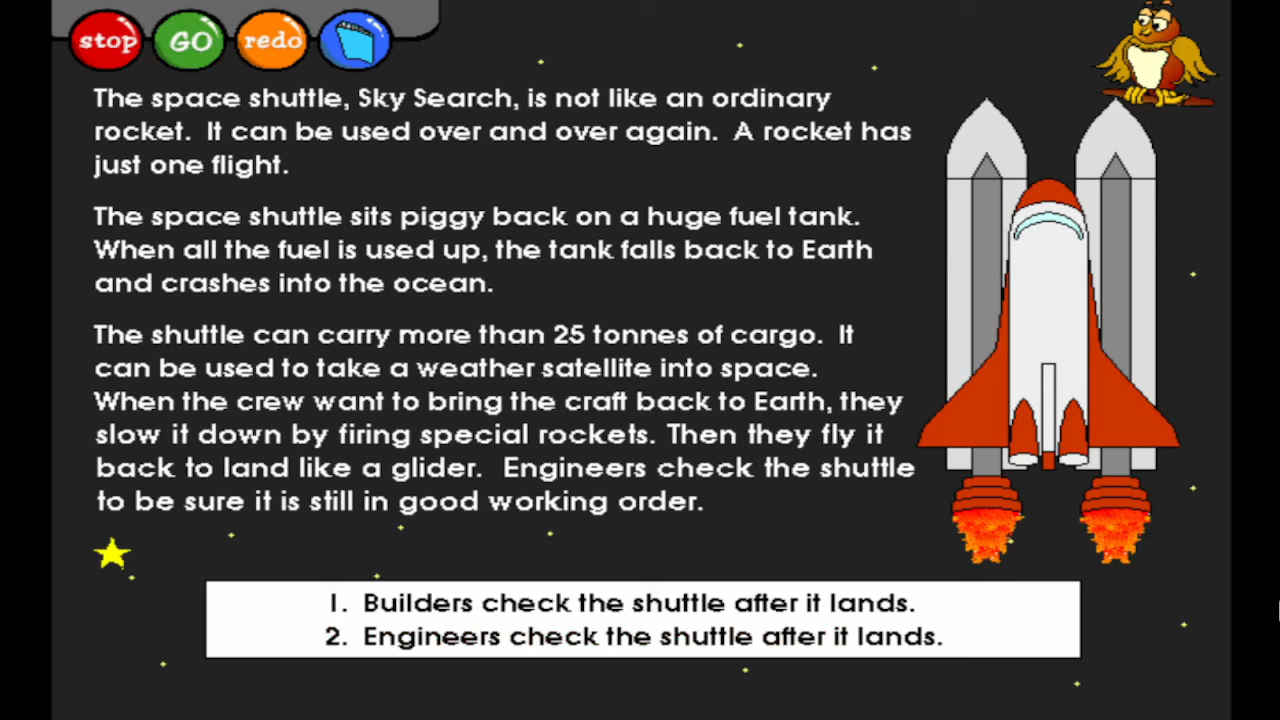 stop GO redo
The space shuttle, Sky Search, is not like an ordinary
rocket. It can be used over and over again. A rocket has
just one flight.
The space shuttle sits piggy back on a huge fuel tank.
When all the fuel is used up, the tank falls back to Earth
and crashes into the ocean.
The shuttle can carry more than 25 tonnes of cargo. It
can be used to take a weather satellite into space.
When the crew want to bring the craft back to Earth, they
slow it down by firing special rockets. Then they fly it
back to land like a glider. Engineers check the shuttle
to be sure it is still in good working order.
1. Builders check the shuttle after it lands.
2. Engineers check the shuttle after it lands.